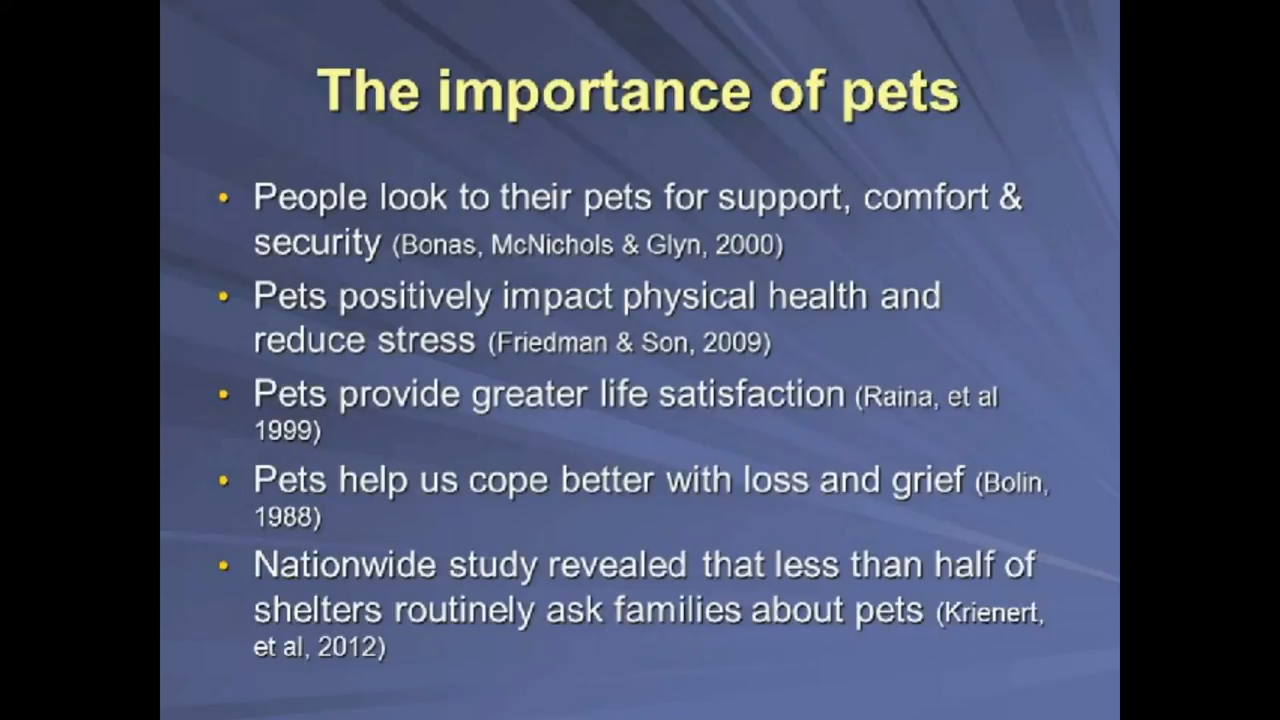 The importance of pets
• People look to their pets for support, comfort &
security (Bonas, McNichols & Glyn, 2000)
• Pets positively impact physical health and
reduce stress (Friedman & Son, 2009)
• Pets provide greater life satisfaction (Raina, et al
1999)
• Pets help us cope better with loss and grief (Bolin,
1988)
• Nationwide study revealed that less than half of
shelters routinely ask families about pets (Krienert,
et al, 2012)